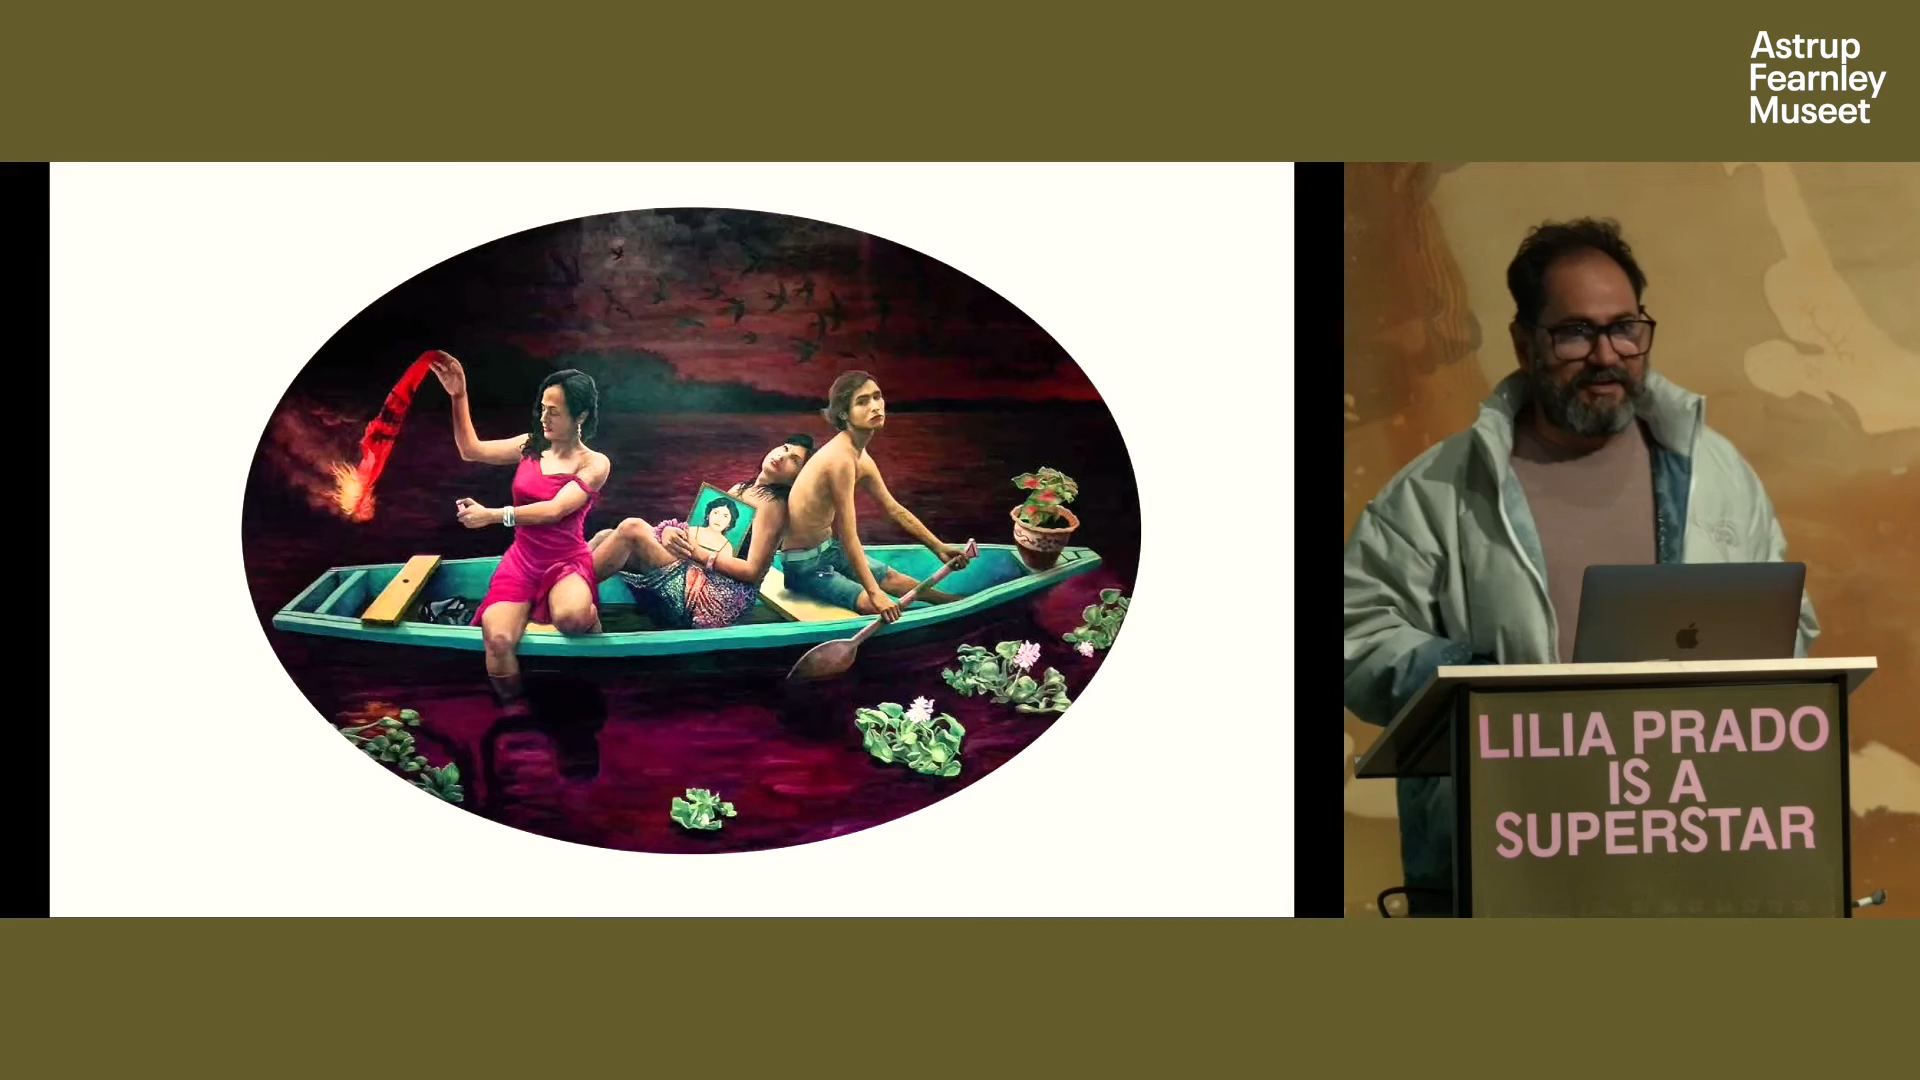 Astrup
Fearnley
Museet
LILIA PRADO
IS A
SUPERSTAR